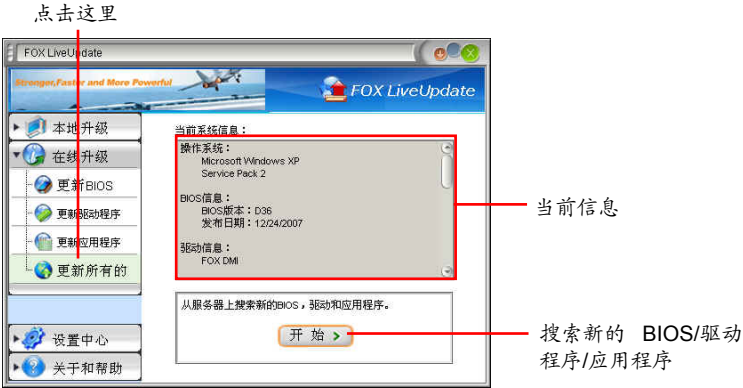 点击这里
FOX LiveUpdate
Stronger,Faster and More Powerful
FOX LiveUpdate
本地升级
在线升级
更新BIOS
更新驱动程序
更新应用程序
更新所有的
设置中心
关于和帮助
当前系统信息：
操作系统：
Microsoft Windows XP
Service Pack 2
BIOS信息：
BIOS版本：D36
发布日期：12/24/2007
驱动信息：
FOX DMI
从服务器上搜索新的BIOS，驱动和应用程序。
开 始
当前信息
搜索新的 BIOS/驱动
程序/应用程序